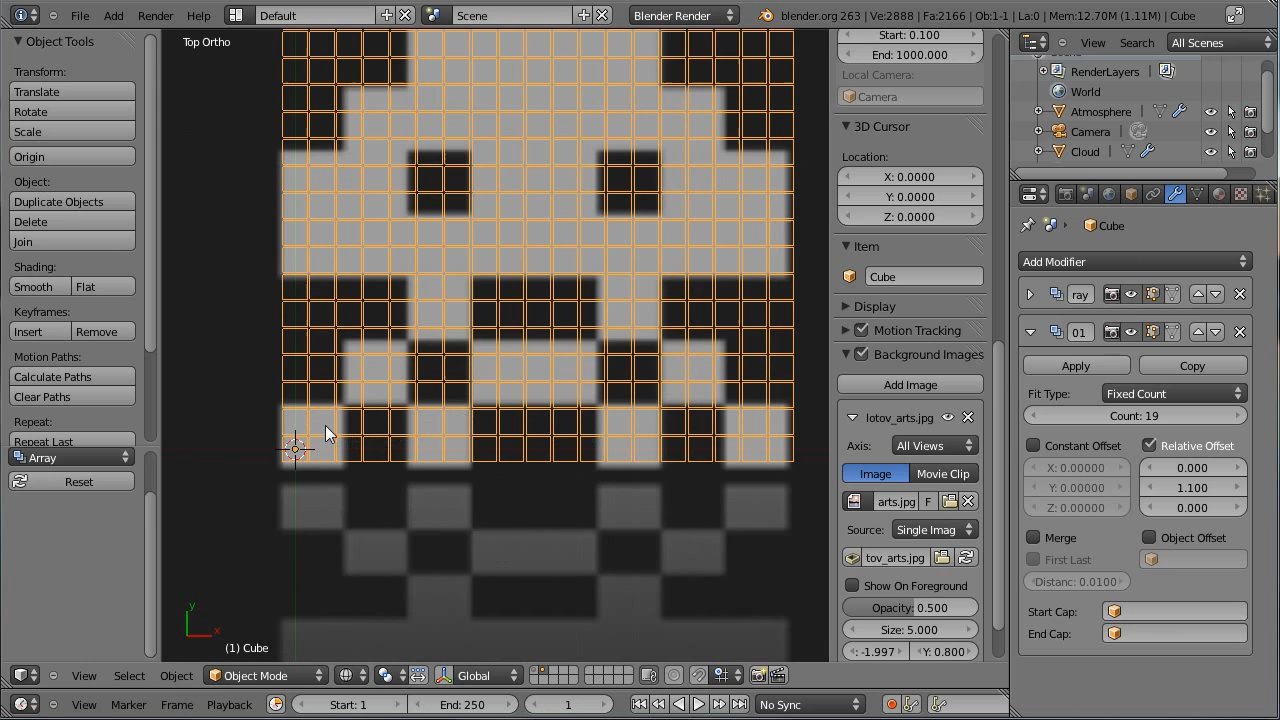 Add Render Help Default Scene Blender Render blender.org 263 | Ve:2888 | Fa:2166 | Ob:1-1 | La:0 | Mem:12.70M (1.11M) | Cube
Object Tools
Transform:
Translate
Rotate
Scale
Origin
Object:
Duplicate Objects
Delete
Join
Shading:
Smooth Flat
Keyframes:
Insert Remove
Motion Paths:
Calculate Paths
Clear Paths
Repeat:
Repeat Last
Array
Reset
Top Ortho
y
x
(1) Cube
Start: 0.100
End: 1000.000
Local Camera:
Camera
3D Cursor
Location:
X: 0.0000
Y: 0.0000
Z: 0.0000
Item
Cube
Display
Motion Tracking
Background Images
Add Image
lotov_arts.jpg
Axis: All Views
Image Movie Clip
arts.jpg F
Source: Single Imag
tov_arts.jpg
Show On Foreground
Opacity: 0.500
Size: 5.000
: -1.997 Y: 0.800
View Search All Scenes
RenderLayers
World
Atmosphere
Camera
Cloud
Cube
Add Modifier
ray
01
Apply Copy
Fit Type: Fixed Count
Count: 19
Constant Offset Relative Offset
X: 0.00000 0.000
Y: 0.00000 1.100
Z: 0.00000 0.000
Merge Object Offset
First Last
Distanc: 0.0100
Start Cap:
End Cap:
View Select Object Object Mode Global
View Marker Frame Playback Start: 1 End: 250 1 No Sync